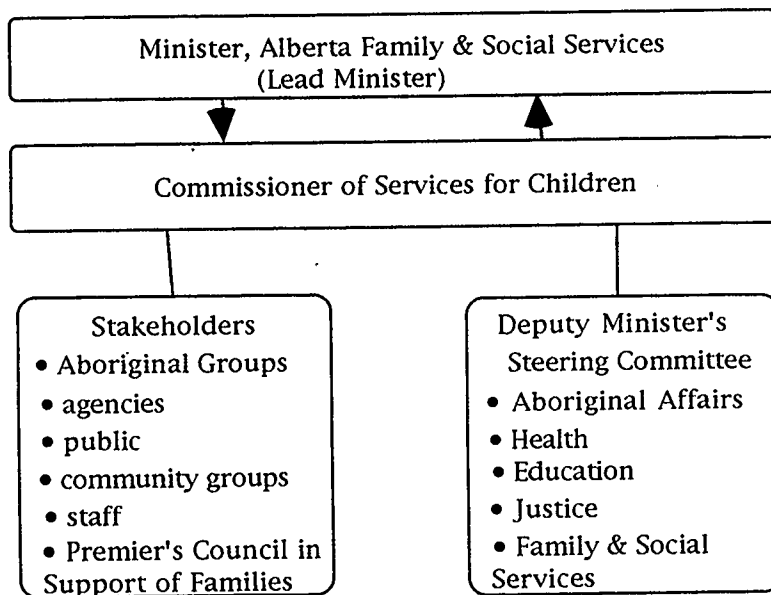 Minister, Alberta Family & Social Services
(Lead Minister)
Commissioner of Services for Children
Stakeholders
• Aboriginal Groups
• agencies
• public
• community groups
• staff
• Premier's Council in
Support of Families
Deputy Minister's
Steering Committee
• Aboriginal Affairs
• Health
• Education
• Justice
• Family & Social
Services